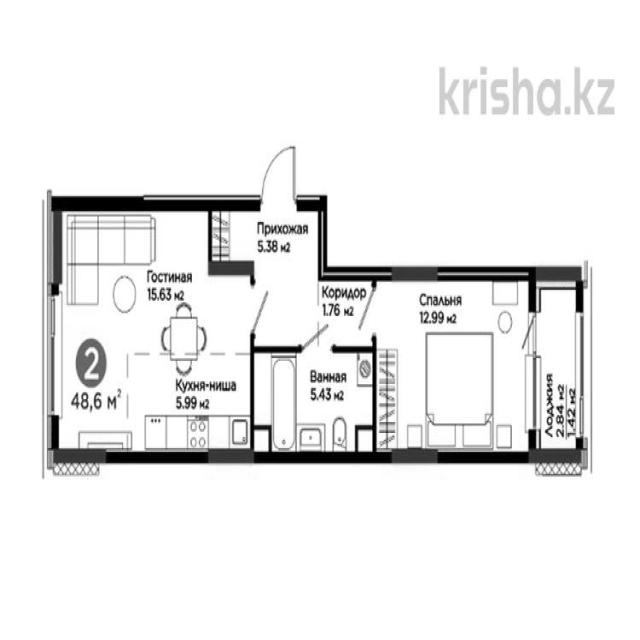 krisha.kz
Прихожая
5.38 м2
Гостиная
15.63 м2
Коридор
1.76 м2
Спальня
12.99 м2
2
48,6 м2
Кухня-ниша
5.99 м2
Ванная
5.43 м2
Лоджия
2.84 м2
1.42 м2